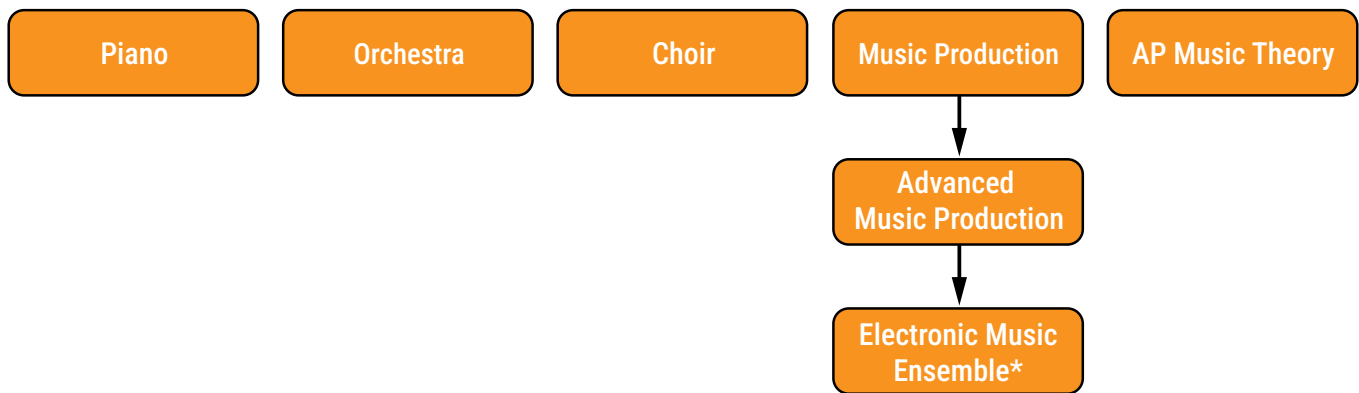 Piano
Orchestra
Choir
Music Production
AP Music Theory
Advanced
Music Production
Electronic Music
Ensemble*